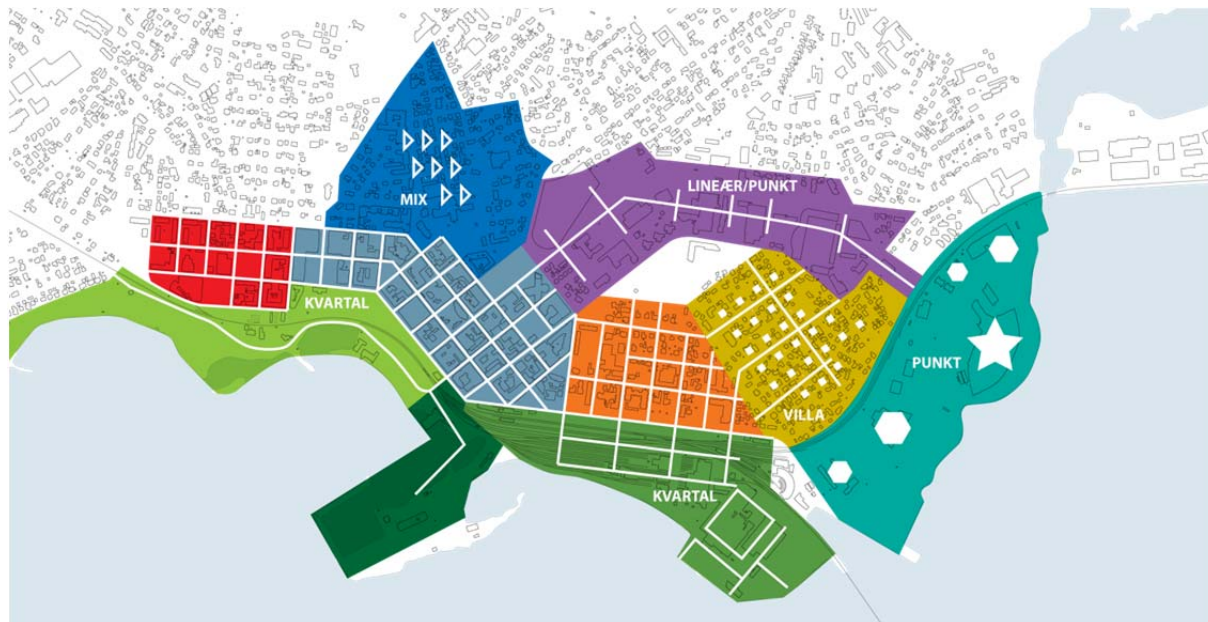 LINEÆR/PUNKT
MIX
KVARTAL
PUNKT
VILLA
KVARTAL